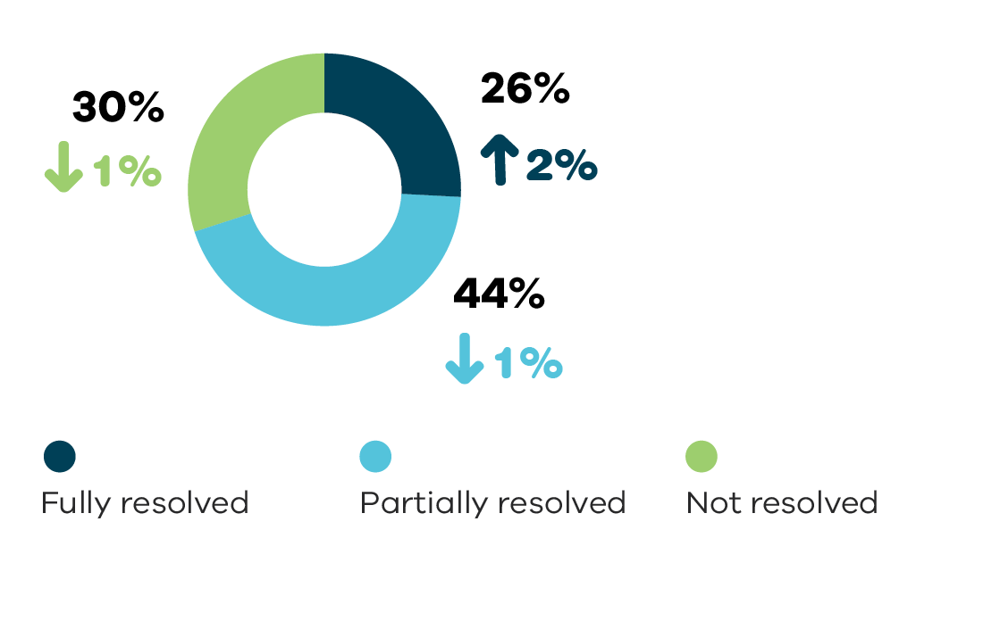 30%
1%
26%
2%
44%
1%
Fully resolved
Partially resolved
Not resolved